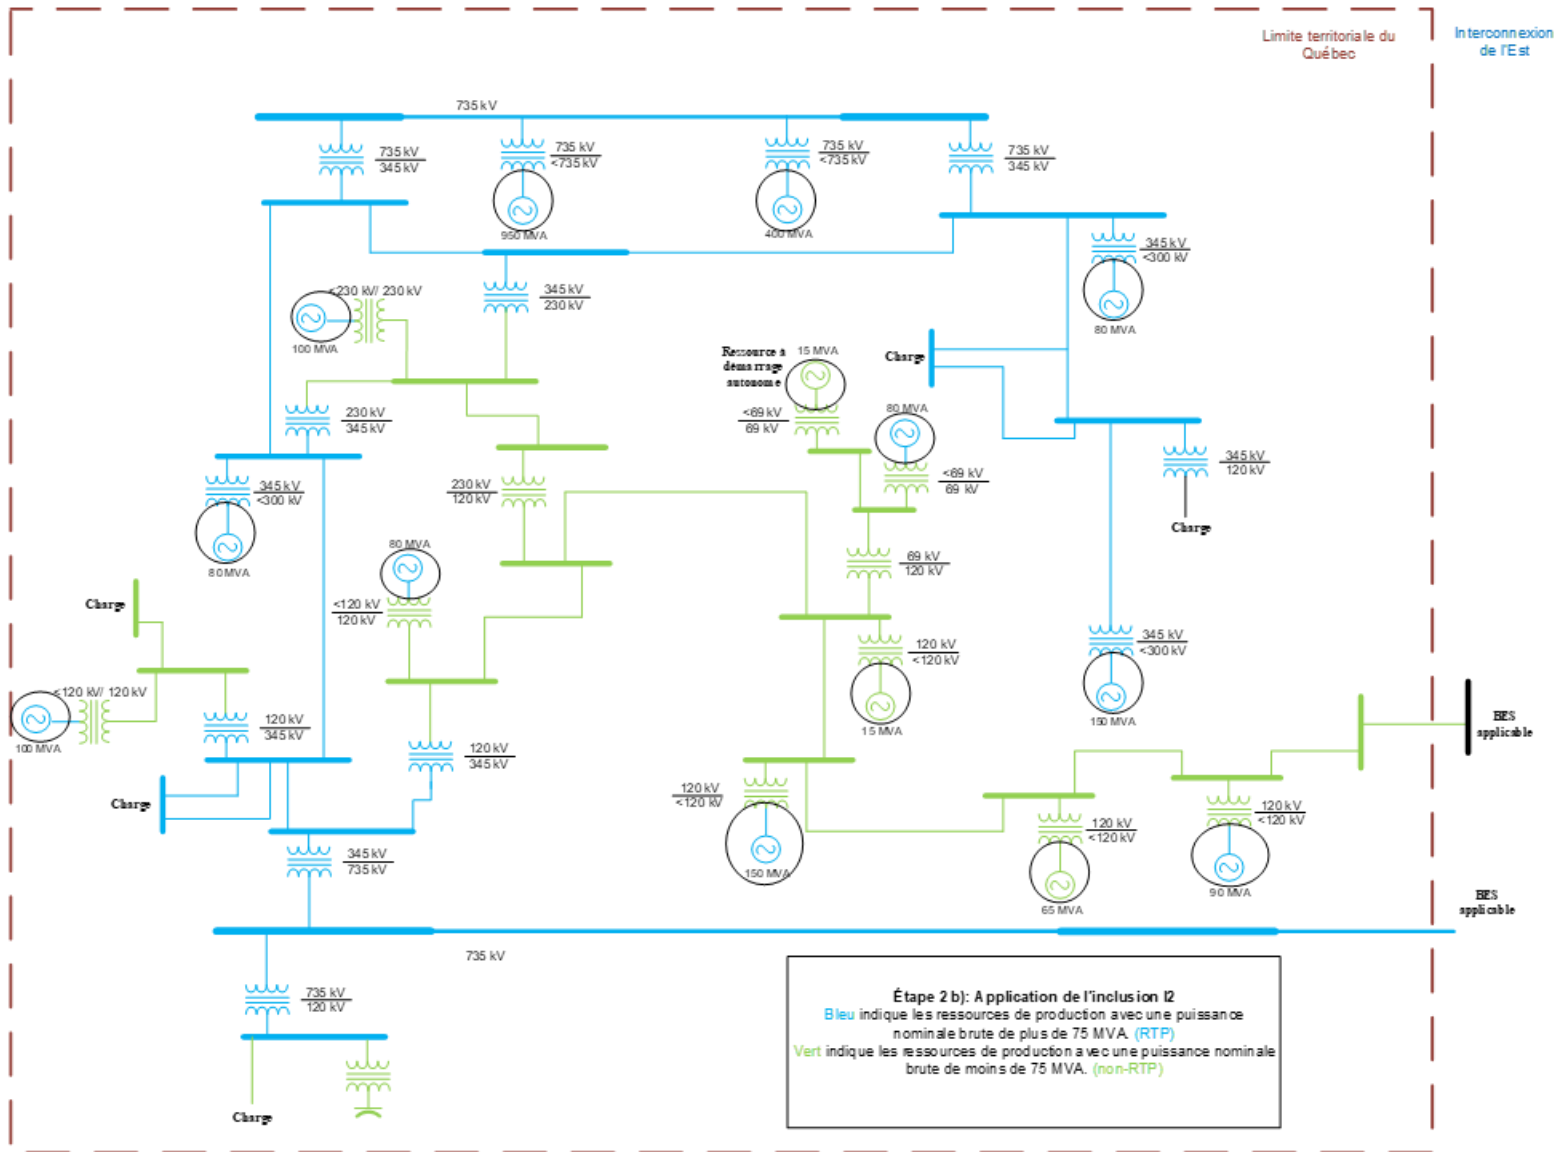 Limite territoriale du
Québec
Interconnexion
de l'Est
735 kV
735 kV
345 kV
735 kV
<735 kV
950 MVA
735 kV
<735 kV
400 MVA
735 kV
345 kV
345 kV
<300 kV
80 MVA
<230 kV/ 230 kV
100 MVA
345 kV
230 kV
Ressource à
démarrage
autonome
15 MVA
<69 kV
69 kV
80 MVA
<69 kV
69 kV
Charge
230 kV
345 kV
345 kV
<300 kV
80 MVA
230 kV
120 kV
345 kV
120 kV
Charge
80 MVA
<120 kV
120 kV
69 kV
120 kV
Charge
120 kV
<120 kV
15 MVA
345 kV
<300 kV
150 MVA
<120 kV/ 120 kV
100 MVA
120 kV
345 kV
120 kV
345 kV
BES
applicable
Charge
120 kV
<120 kV
150 MVA
120 kV
<120 kV
65 MVA
120 kV
<120 kV
90 MVA
345 kV
735 kV
BES
applicable
735 kV
735 kV
120 kV
Charge
Étape 2 b): Application de l'inclusion I2
Bleu indique les ressources de production avec une puissance
nominale brute de plus de 75 MVA. (RTP)
Vert indique les ressources de production avec une puissance nominale
brute de moins de 75 MVA. (non-RTP)